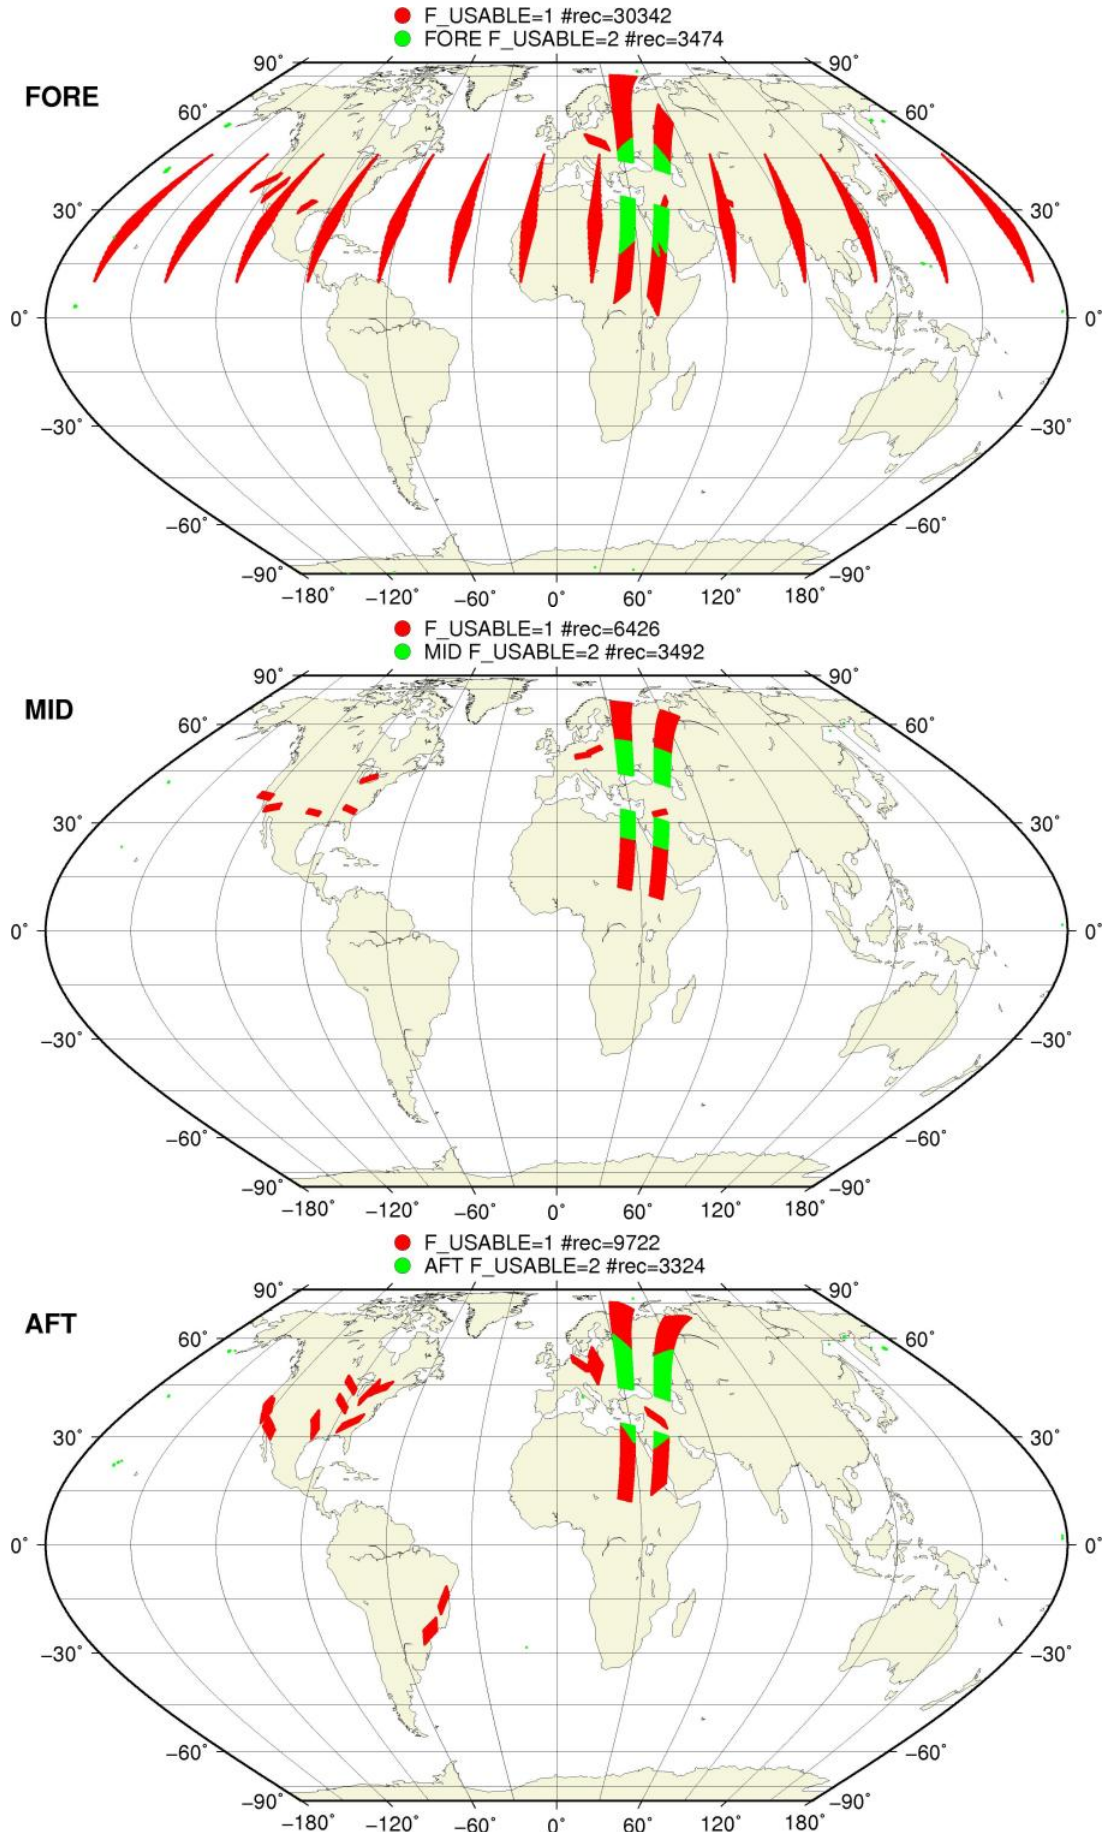 F_USABLE=1 #rec=30342
FORE F_USABLE=2 #rec=3474
FORE
90° 90°
60° 60°
30° 30°
0° 0°
−30° −30°
−60° −60°
−90° −90°
−180° −120° −60° 0° 60° 120° 180°
F_USABLE=1 #rec=6426
MID F_USABLE=2 #rec=3492
MID
90° 90°
60° 60°
30° 30°
0° 0°
−30° −30°
−60° −60°
−90° −90°
−180° −120° −60° 0° 60° 120° 180°
F_USABLE=1 #rec=9722
AFT F_USABLE=2 #rec=3324
AFT
90° 90°
60° 60°
30° 30°
0° 0°
−30° −30°
−60° −60°
−90° −90°
−180° −120° −60° 0° 60° 120° 180°